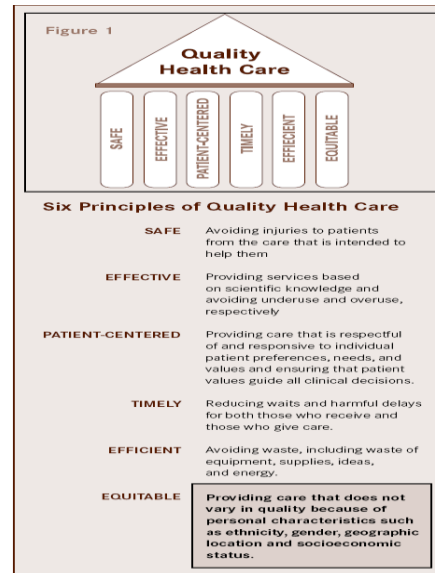 Figure 1
Quality
Health Care
SAFE
EFFECTIVE
PATIENT-CENTERED
TIMELY
EFFIECIENT
EQUITABLE
Six Principles of Quality Health Care
SAFE Avoiding injuries to patients
from the care that is intended to
help them
EFFECTIVE Providing services based
on scientific knowledge and
avoiding underuse and overuse,
respectively
PATIENT-CENTERED Providing care that is respectful
of and responsive to individual
patient preferences, needs, and
values and ensuring that patient
values guide all clinical decisions.
TIMELY Reducing waits and harmful delays
for both those who receive and
those who give care.
EFFICIENT Avoiding waste, including waste of
equipment, supplies, ideas,
and energy.
EQUITABLE Providing care that does not
vary in quality because of
personal characteristics such
as ethnicity, gender, geographic
location and socioeconomic
status.